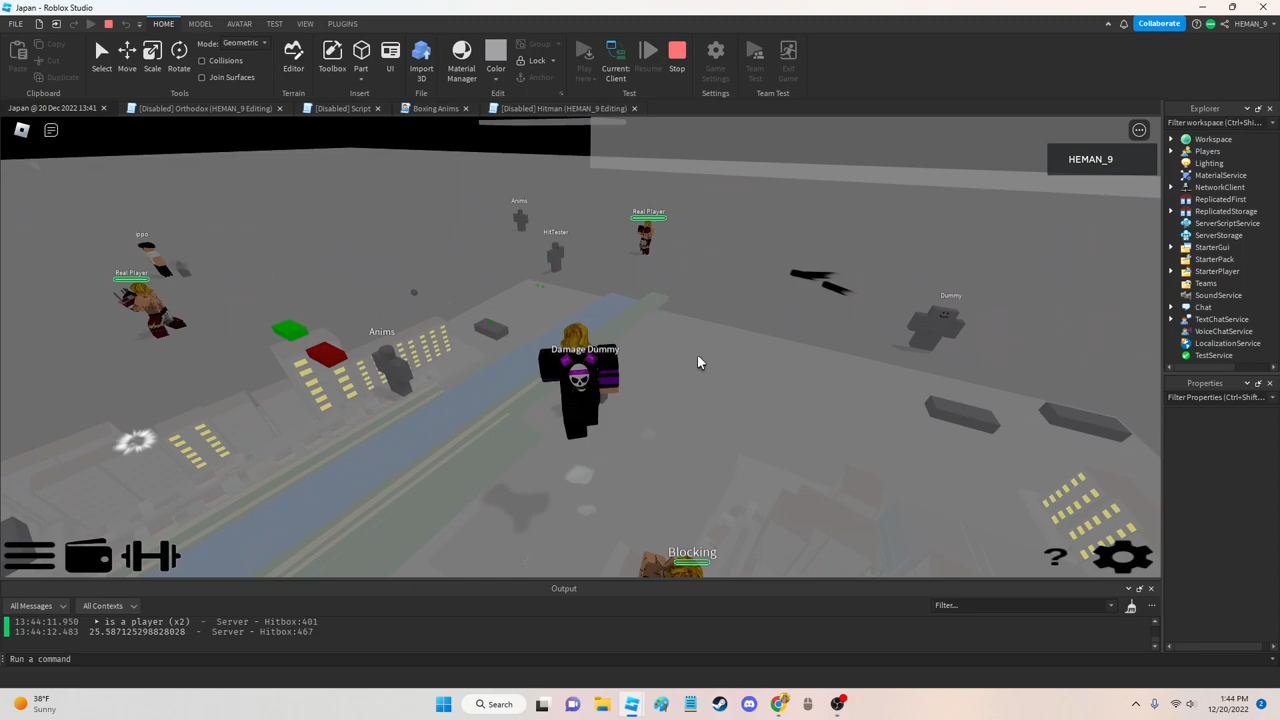 Japan - Roblox Studio
FILE
HOME
MODEL
AVATAR
TEST
VIEW
PLUGINS
Collaborate
HEMAN_9
Paste
Copy
Cut
Duplicate
Clipboard
Select
Move
Scale
Rotate
Mode: Geometric
Collisions
Join Surfaces
Tools
Editor
Terrain
Toolbox
Part
UI
Insert
Import
3D
File
Material
Manager
Color
Group
Lock
Anchor
Edit
Play
Here
Current:
Client
Resume
Stop
Test
Game
Settings
Settings
Team
Test
Exit
Game
Team Test
Japan @ 20 Dec 2022 13:41
[Disabled] Orthodox (HEMAN_9 Editing)
[Disabled] Script
Boxing Anims
[Disabled] Hitman (HEMAN_9 Editing)
HEMAN_9
Anims
Real Player
HitTester
Ippo
Real Player
Dummy
Anims
Damage Dummy
Blocking
?
Explorer
Filter workspace (Ctrl+Shi...
Workspace
Players
Lighting
MaterialService
NetworkClient
ReplicatedFirst
ReplicatedStorage
ServerScriptService
ServerStorage
StarterGui
StarterPack
StarterPlayer
Teams
SoundService
Chat
TextChatService
VoiceChatService
LocalizationService
TestService
Properties
Filter Properties (Ctrl+Shift...
Output
All Messages
All Contexts
Filter...
13:44:11.950 ▶ is a player (x2) - Server - Hitbox:401
13:44:12.483 25.587125298828028 - Server - Hitbox:467
Run a command
38°F
Sunny
Search
1:44 PM
12/20/2022
2